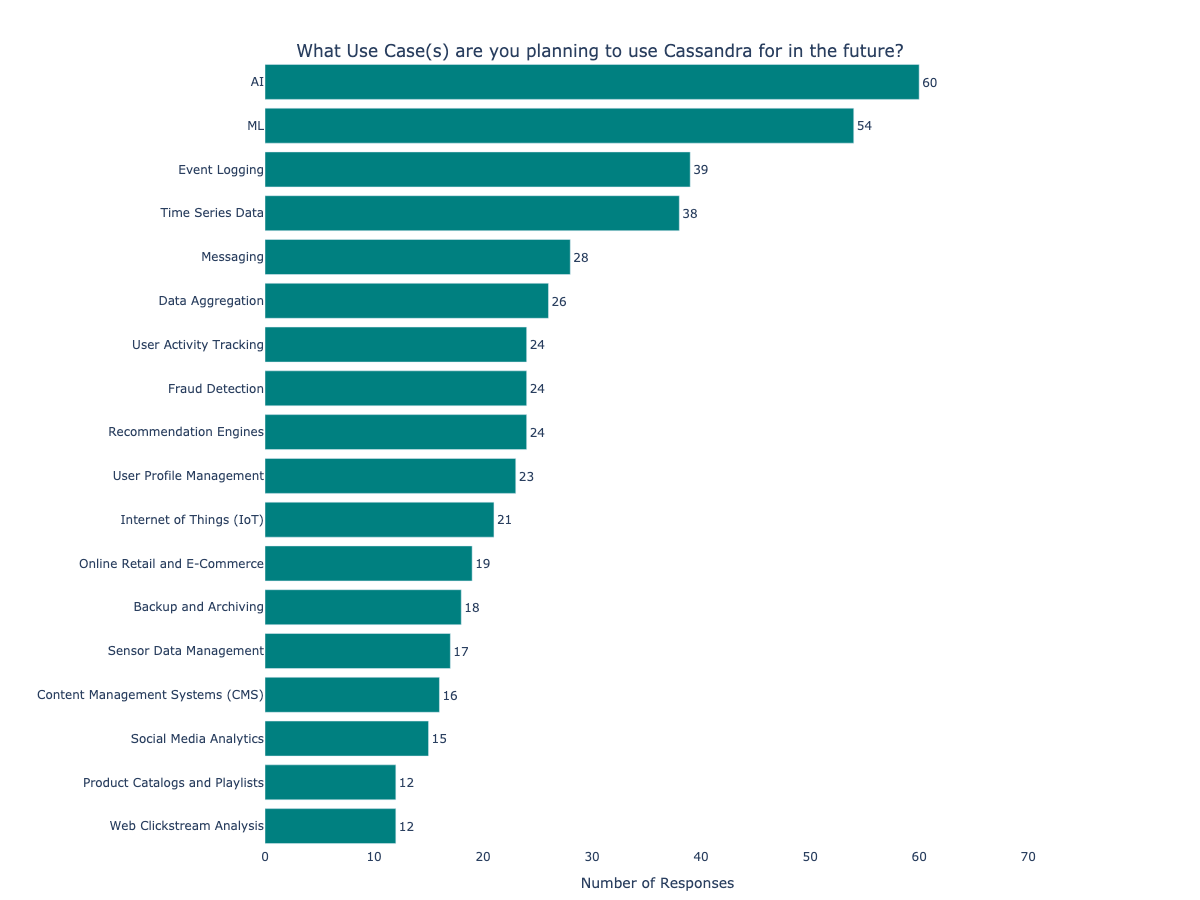 What Use Case(s) are you planning to use Cassandra for in the future?
AI 60
ML 54
Event Logging 39
Time Series Data 38
Messaging 28
Data Aggregation 26
User Activity Tracking 24
Fraud Detection 24
Recommendation Engines 24
User Profile Management 23
Internet of Things (IoT) 21
Online Retail and E-Commerce 19
Backup and Archiving 18
Sensor Data Management 17
Content Management Systems (CMS) 16
Social Media Analytics 15
Product Catalogs and Playlists 12
Web Clickstream Analysis 12
0 10 20 30 40 50 60 70
Number of Responses